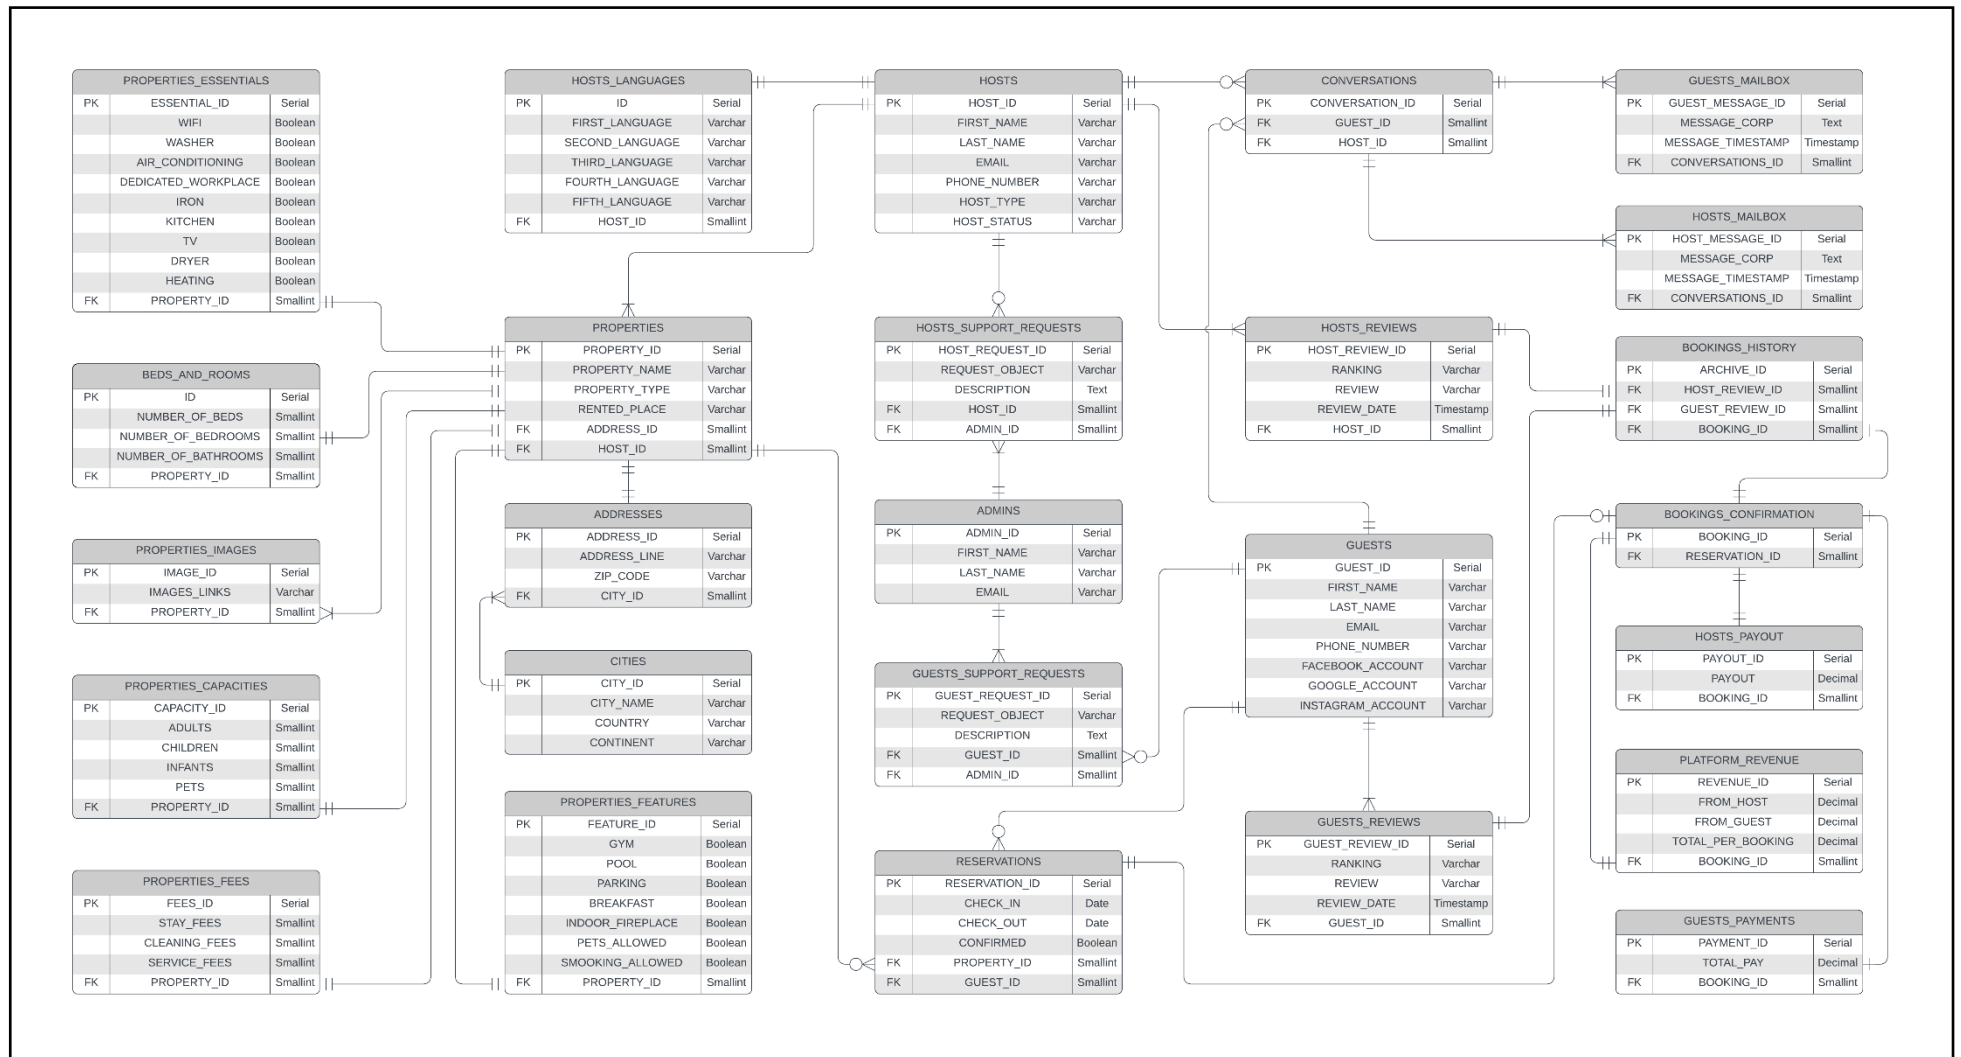 PROPERTIES_ESSENTIALS
PK ESSENTIAL_ID Serial
WIFI Boolean
WASHER Boolean
AIR_CONDITIONING Boolean
DEDICATED_WORKPLACE Boolean
IRON Boolean
KITCHEN Boolean
TV Boolean
DRYER Boolean
HEATING Boolean
FK PROPERTY_ID Smallint
BEDS_AND_ROOMS
PK ID Serial
NUMBER_OF_BEDS Smallint
NUMBER_OF_BEDROOMS Smallint
NUMBER_OF_BATHROOMS Smallint
FK PROPERTY_ID Smallint
PROPERTIES_IMAGES
PK IMAGE_ID Serial
IMAGES_LINKS Varchar
FK PROPERTY_ID Smallint
PROPERTIES_CAPACITIES
PK CAPACITY_ID Serial
ADULTS Smallint
CHILDREN Smallint
INFANTS Smallint
PETS Smallint
FK PROPERTY_ID Smallint
PROPERTIES_FEES
PK FEES_ID Serial
STAY_FEES Smallint
CLEANING_FEES Smallint
SERVICE_FEES Smallint
FK PROPERTY_ID Smallint
HOSTS_LANGUAGES
PK ID Serial
FIRST_LANGUAGE Varchar
SECOND_LANGUAGE Varchar
THIRD_LANGUAGE Varchar
FOURTH_LANGUAGE Varchar
FIFTH_LANGUAGE Varchar
FK HOST_ID Smallint
PROPERTIES
PK PROPERTY_ID Serial
PROPERTY_NAME Varchar
PROPERTY_TYPE Varchar
RENTED_PLACE Varchar
FK ADDRESS_ID Smallint
FK HOST_ID Smallint
ADDRESSES
PK ADDRESS_ID Serial
ADDRESS_LINE Varchar
ZIP_CODE Varchar
FK CITY_ID Smallint
CITIES
PK CITY_ID Serial
CITY_NAME Varchar
COUNTRY Varchar
CONTINENT Varchar
PROPERTIES_FEATURES
PK FEATURE_ID Serial
GYM Boolean
POOL Boolean
PARKING Boolean
BREAKFAST Boolean
INDOOR_FIREPLACE Boolean
PETS_ALLOWED Boolean
SMOOKING_ALLOWED Boolean
FK PROPERTY_ID Smallint
HOSTS
PK HOST_ID Serial
FIRST_NAME Varchar
LAST_NAME Varchar
EMAIL Varchar
PHONE_NUMBER Varchar
HOST_TYPE Varchar
HOST_STATUS Varchar
HOSTS_SUPPORT_REQUESTS
PK HOST_REQUEST_ID Serial
REQUEST_OBJECT Varchar
DESCRIPTION Text
FK HOST_ID Smallint
FK ADMIN_ID Smallint
ADMINS
PK ADMIN_ID Serial
FIRST_NAME Varchar
LAST_NAME Varchar
EMAIL Varchar
GUESTS_SUPPORT_REQUESTS
PK GUEST_REQUEST_ID Serial
REQUEST_OBJECT Varchar
DESCRIPTION Text
FK GUEST_ID Smallint
FK ADMIN_ID Smallint
RESERVATIONS
PK RESERVATION_ID Serial
CHECK_IN Date
CHECK_OUT Date
CONFIRMED Boolean
FK PROPERTY_ID Smallint
FK GUEST_ID Smallint
CONVERSATIONS
PK CONVERSATION_ID Serial
FK GUEST_ID Smallint
FK HOST_ID Smallint
HOSTS_REVIEWS
PK HOST_REVIEW_ID Serial
RANKING Varchar
REVIEW Varchar
REVIEW_DATE Timestamp
FK HOST_ID Smallint
GUESTS
PK GUEST_ID Serial
FIRST_NAME Varchar
LAST_NAME Varchar
EMAIL Varchar
PHONE_NUMBER Varchar
FACEBOOK_ACCOUNT Varchar
GOOGLE_ACCOUNT Varchar
INSTAGRAM_ACCOUNT Varchar
GUESTS_REVIEWS
PK GUEST_REVIEW_ID Serial
RANKING Varchar
REVIEW Varchar
REVIEW_DATE Timestamp
FK GUEST_ID Smallint
GUESTS_MAILBOX
PK GUEST_MESSAGE_ID Serial
MESSAGE_CORP Text
MESSAGE_TIMESTAMP Timestamp
FK CONVERSATIONS_ID Smallint
HOSTS_MAILBOX
PK HOST_MESSAGE_ID Serial
MESSAGE_CORP Text
MESSAGE_TIMESTAMP Timestamp
FK CONVERSATIONS_ID Smallint
BOOKINGS_HISTORY
PK ARCHIVE_ID Serial
FK HOST_REVIEW_ID Smallint
FK GUEST_REVIEW_ID Smallint
FK BOOKING_ID Smallint
BOOKINGS_CONFIRMATION
PK BOOKING_ID Serial
FK RESERVATION_ID Smallint
HOSTS_PAYOUT
PK PAYOUT_ID Serial
PAYOUT Decimal
FK BOOKING_ID Smallint
PLATFORM_REVENUE
PK REVENUE_ID Serial
FROM_HOST Decimal
FROM_GUEST Decimal
TOTAL_PER_BOOKING Decimal
FK BOOKING_ID Smallint
GUESTS_PAYMENTS
PK PAYMENT_ID Serial
TOTAL_PAY Decimal
FK BOOKING_ID Smallint